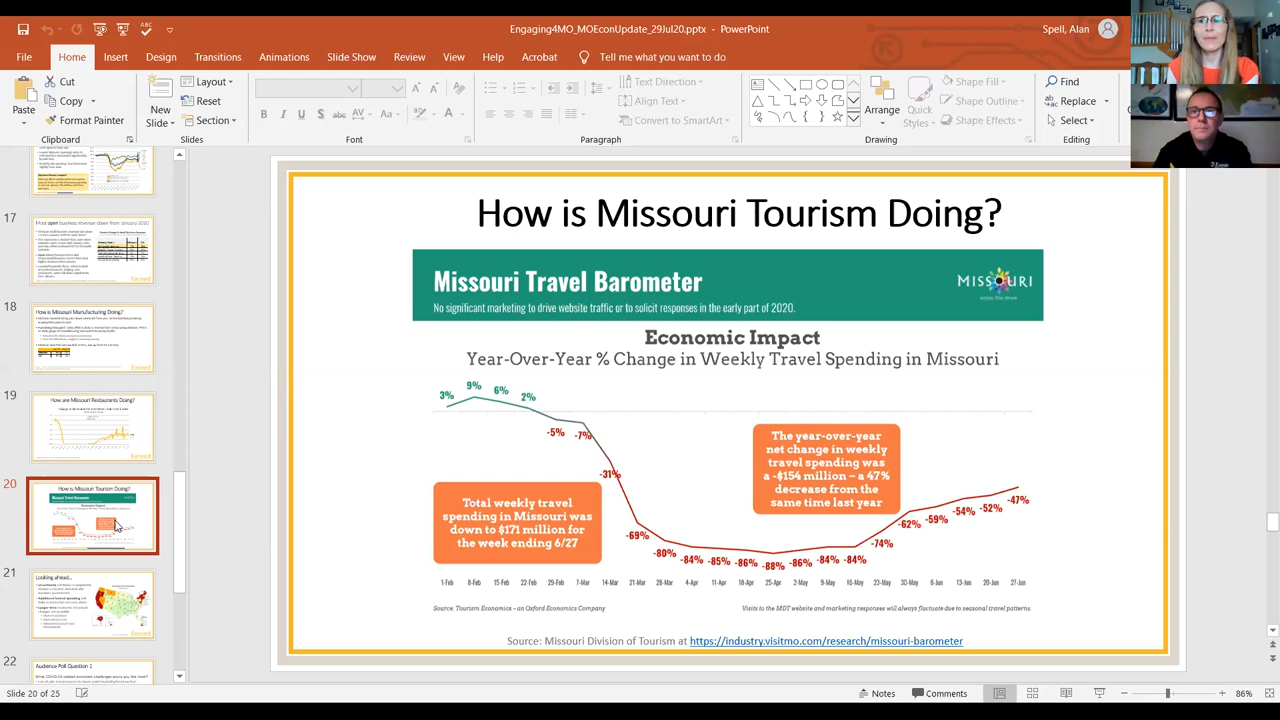 Engaging4MO_MOEconUpdate_29Jul20.pptx - PowerPoint
Spell, Alan
File Home Insert Design Transitions Animations Slide Show Review View Help Acrobat Tell me what you want to do
Paste
Cut
Copy
Format Painter
Clipboard
New Slide
Layout
Reset
Section
Slides
Font
Text Direction
Align Text
Convert to SmartArt
Paragraph
Arrange
Quick Styles
Shape Fill
Shape Outline
Shape Effects
Drawing
Find
Replace
Select
Editing
17
Most open business revenue down from January 2020
18
How is Missouri Manufacturing Doing?
19
How are Missouri Restaurants Doing?
20
How is Missouri Tourism Doing?
Missouri Travel Barometer
21
Looking ahead...
22
Audience Poll Question 1
How is Missouri Tourism Doing?
Missouri Travel Barometer
No significant marketing to drive website traffic or to solicit responses in the early part of 2020.
MISSOURI
enjoy the show
Economic Impact
Year-Over-Year % Change in Weekly Travel Spending in Missouri
3% 9% 6% 2% -5% -7% -31% -69% -80% -84% -85% -86% -88% -86% -84% -84% -74% -62% -59% -54% -52% -47%
Total weekly travel
spending in Missouri was
down to $171 million for
the week ending 6/27
The year-over-year
net change in weekly
travel spending was
a -$154 million – a 47%
decrease from the
same time last year
1-Feb 8-Feb 15-Feb 22-Feb 29-Feb 7-Mar 14-Mar 21-Mar 28-Mar 4-Apr 11-Apr 18-Apr 25-Apr 2-May 9-May 16-May 23-May 30-May 6-Jun 13-Jun 20-Jun 27-Jun
Source: Tourism Economics – an Oxford Economics Company
Visits to the MDT website and marketing responses will always fluctuate due to seasonal travel patterns.
Source: Missouri Division of Tourism at https://industry.visitmo.com/research/missouri-barometer
Slide 20 of 25
Notes
Comments
86%